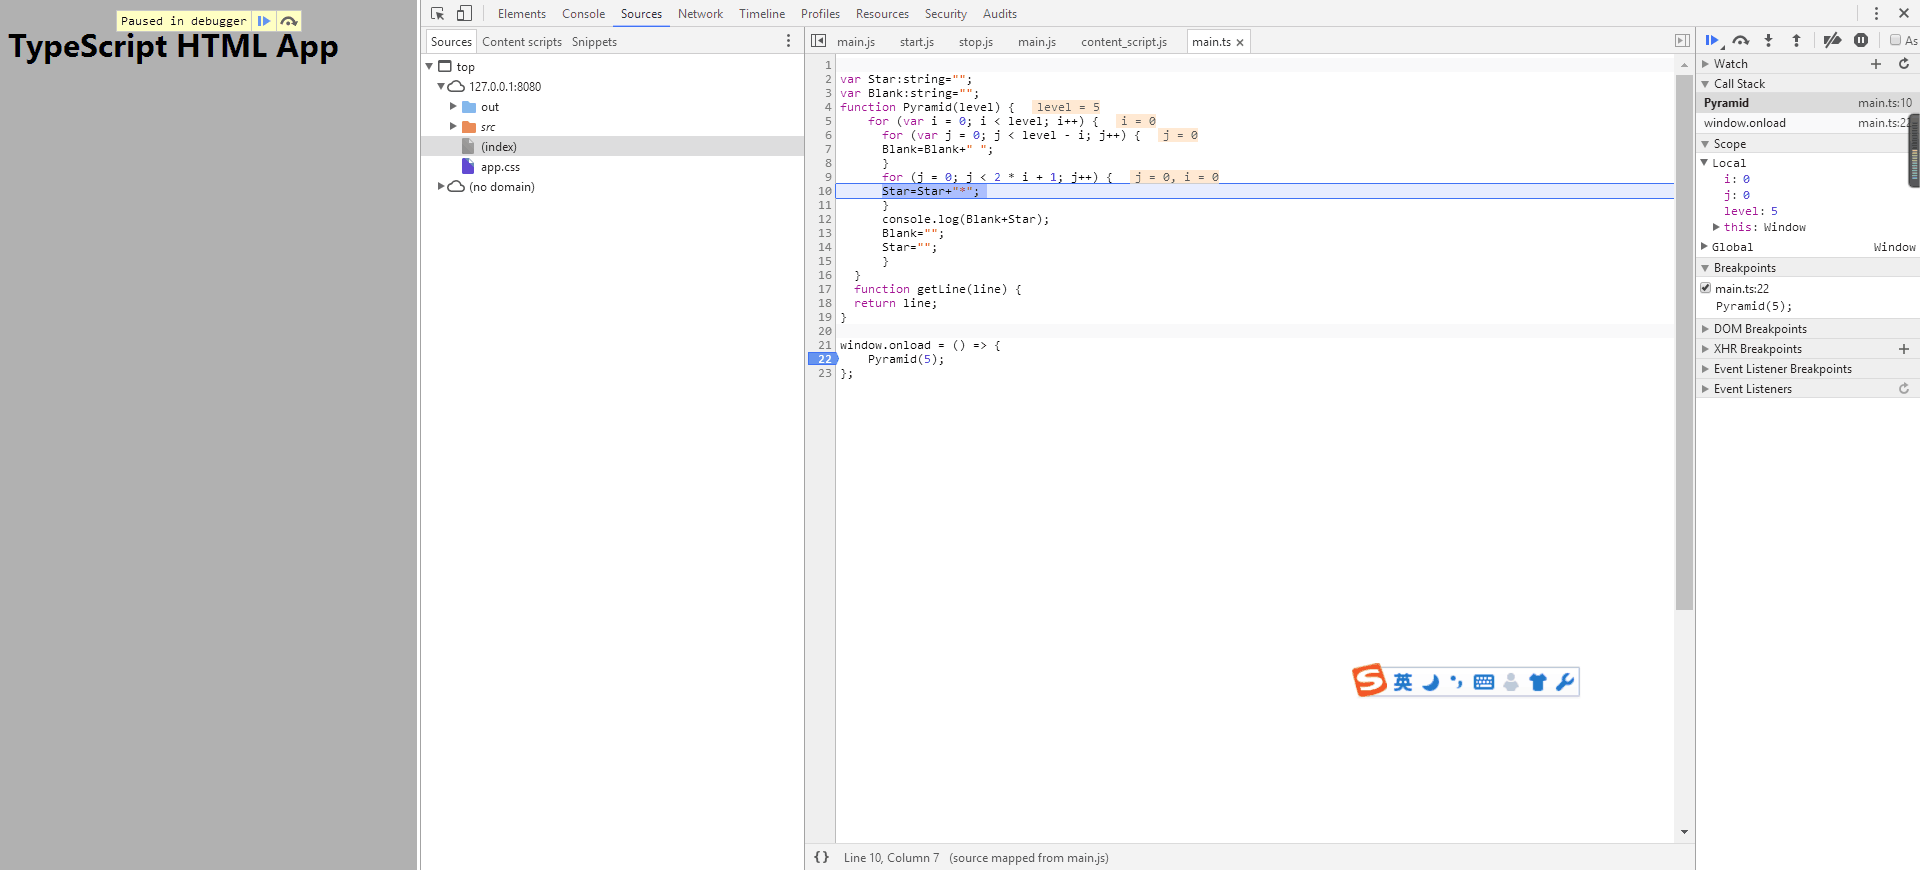 Paused in debugger
TypeScript HTML App
Elements Console Sources Network Timeline Profiles Resources Security Audits
Sources Content scripts Snippets
top
127.0.0.1:8080
out
src
(index)
app.css
(no domain)
main.js start.js stop.js main.js content_script.js main.ts
1
2 var Star:string="";
3 var Blank:string="";
4 function Pyramid(level) { level = 5
5 for (var i = 0; i < level; i++) { i = 0
6 for (var j = 0; j < level - i; j++) { j = 0
7 Blank=Blank+" ";
8 }
9 for (j = 0; j < 2 * i + 1; j++) { j = 0, i = 0
10 Star=Star+"*";
11 }
12 console.log(Blank+Star);
13 Blank="";
14 Star="";
15 }
16 }
17 function getLine(line) {
18 return line;
19 }
20
21 window.onload = () => {
22 Pyramid(5);
23 };
S 英
{} Line 10, Column 7 (source mapped from main.js)
As
Watch
Call Stack
Pyramid main.ts:10
window.onload main.ts:22
Scope
Local
i: 0
j: 0
level: 5
this: Window
Global Window
Breakpoints
main.ts:22
Pyramid(5);
DOM Breakpoints
XHR Breakpoints
Event Listener Breakpoints
Event Listeners